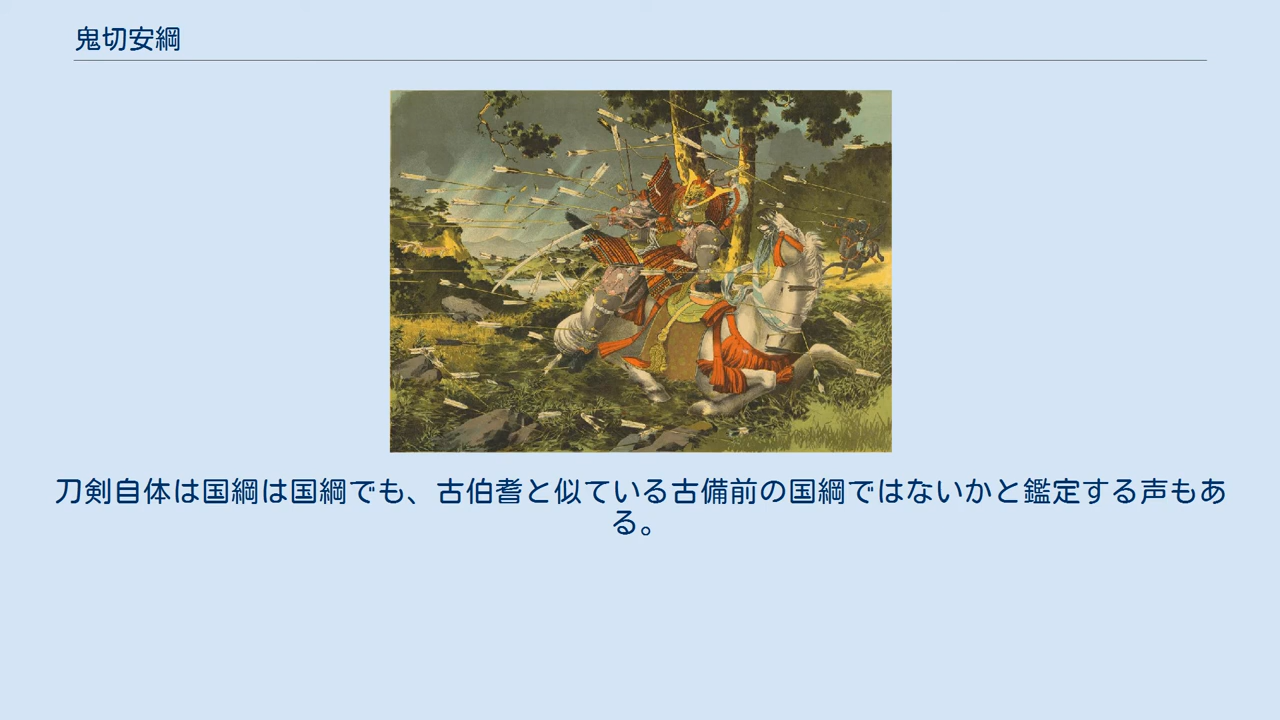 鬼切安綱
刀剣自体は国綱は国綱でも、古伯耆と似ている古備前の国綱ではないかと鑑定する声もあ
る。